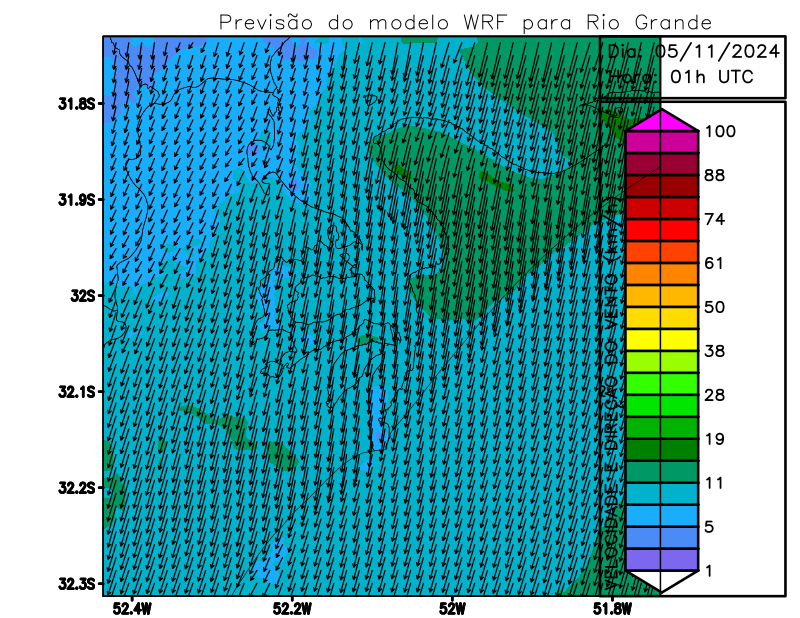 Previsão do modelo WRF para Rio Grande
Dia: 05/11/2024
Hora: 01h UTC
31.8S
31.9S
32S
32.1S
32.2S
32.3S
52.4W
52.2W
52W
51.8W
VELOCIDADE E DIREÇÃO DO VENTO (km/h)
100
88
74
61
50
38
28
19
11
5
1